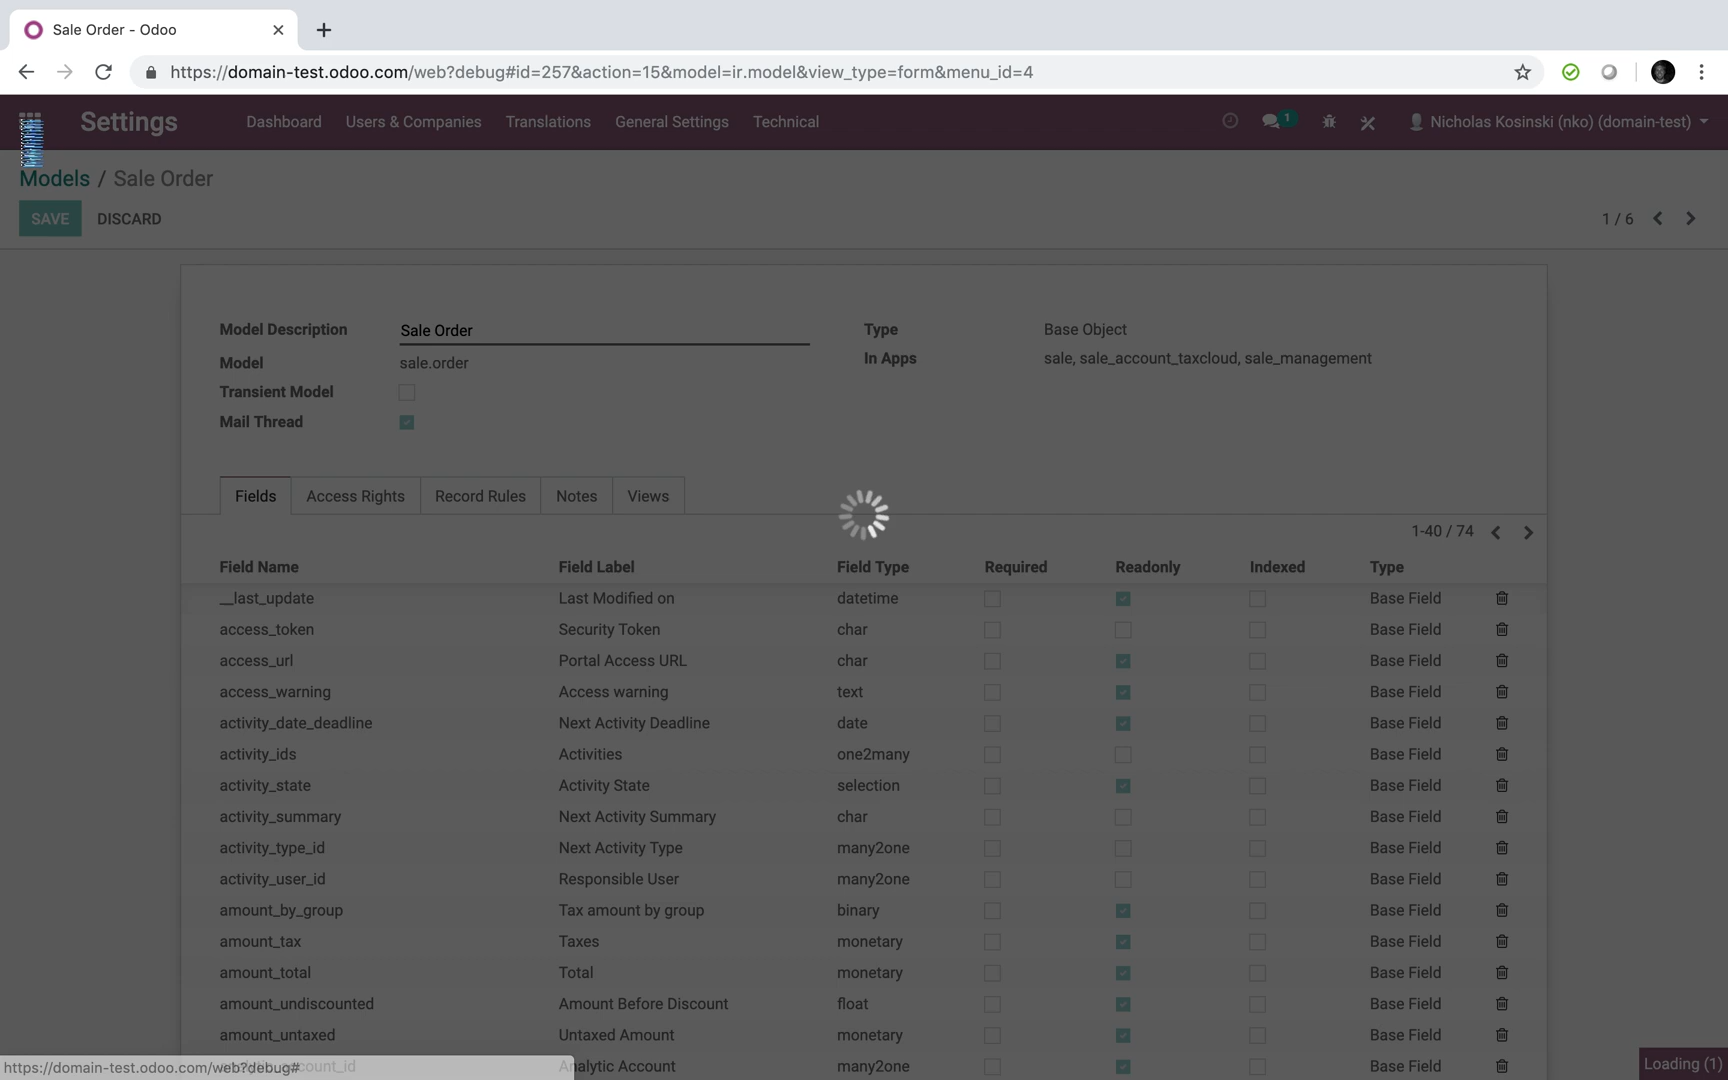 Sale Order - Odoo
https://domain-test.odoo.com/web?debug#id=257&action=15&model=ir.model&view_type=form&menu_id=4
Settings Dashboard Users & Companies Translations General Settings Technical 1 Nicholas Kosinski (nko) (domain-test)
Models / Sale Order
SAVE DISCARD 1 / 6
Model Description Sale Order Type Base Object
Model sale.order In Apps sale, sale_account_taxcloud, sale_management
Transient Model
Mail Thread
Fields Access Rights Record Rules Notes Views
1-40 / 74
Field Name Field Label Field Type Required Readonly Indexed Type
__last_update Last Modified on datetime Base Field
access_token Security Token char Base Field
access_url Portal Access URL char Base Field
access_warning Access warning text Base Field
activity_date_deadline Next Activity Deadline date Base Field
activity_ids Activities one2many Base Field
activity_state Activity State selection Base Field
activity_summary Next Activity Summary char Base Field
activity_type_id Next Activity Type many2one Base Field
activity_user_id Responsible User many2one Base Field
amount_by_group Tax amount by group binary Base Field
amount_tax Taxes monetary Base Field
amount_total Total monetary Base Field
amount_undiscounted Amount Before Discount float Base Field
amount_untaxed Untaxed Amount monetary Base Field
Analytic Account many2one Base Field
https://domain-test.odoo.com/web?debug#
Loading (1)